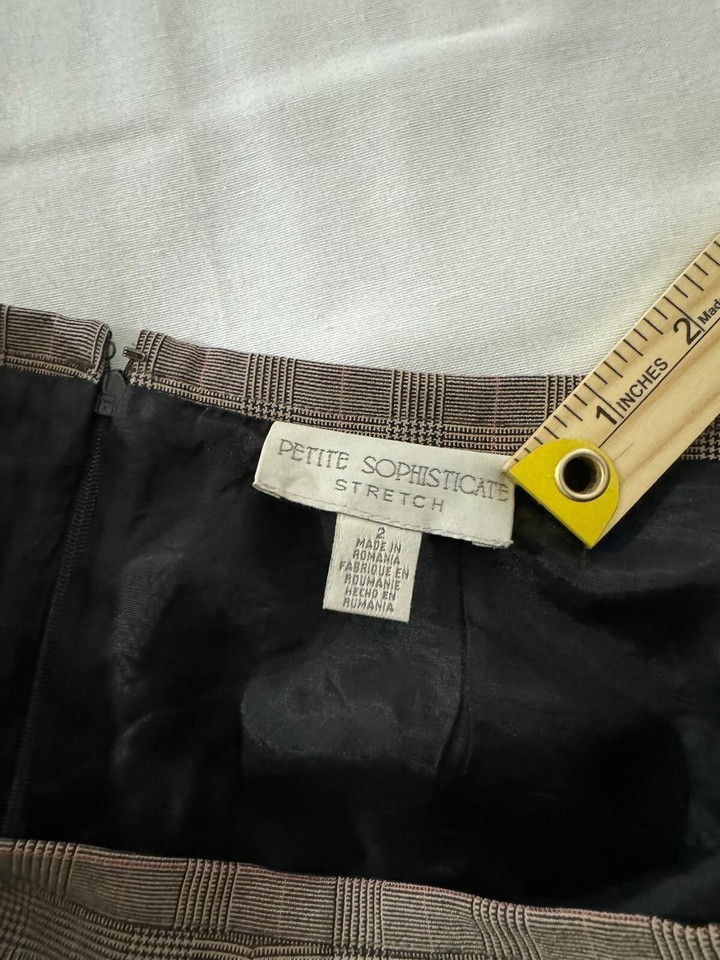 PETITE SOPHISTICATE
STRETCH
2
MADE IN
ROMANIA
FABRIQUE EN
ROUMANIE
HECHO EN
RUMANIA
1 INCHES 2 Mad